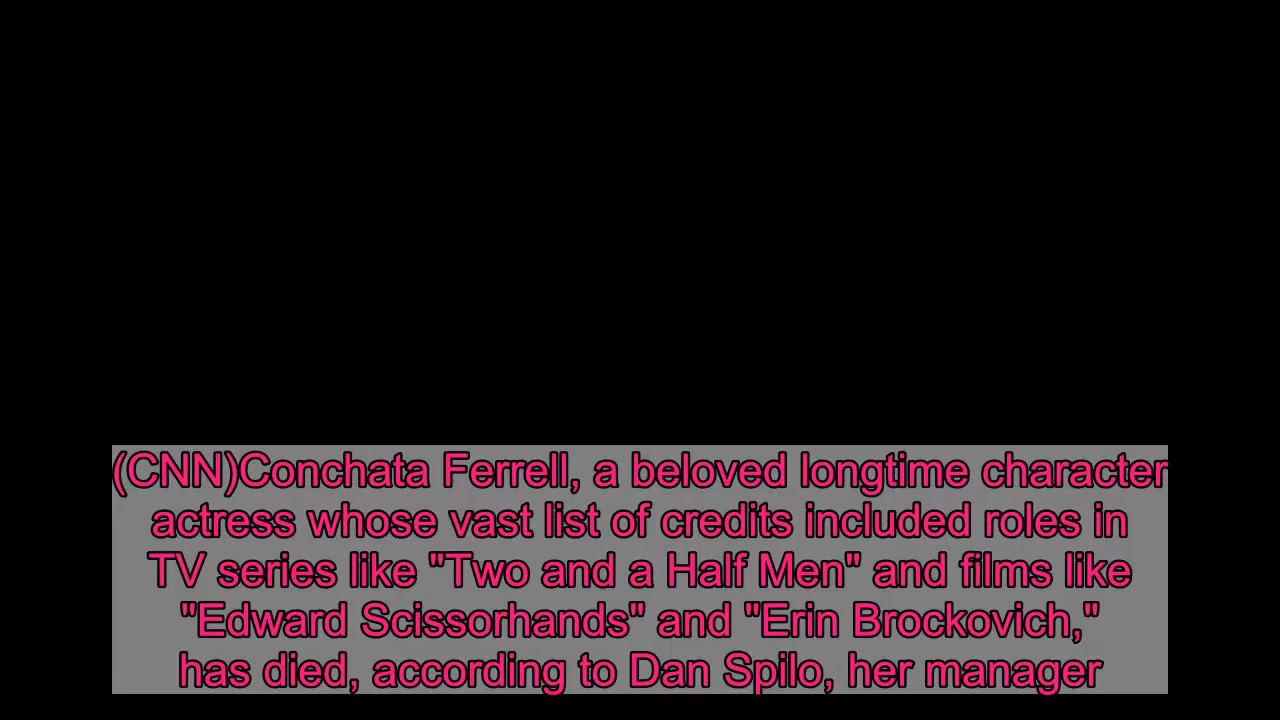 (CNN)Conchata Ferrell, a beloved longtime character
actress whose vast list of credits included roles in
TV series like "Two and a Half Men" and films like
"Edward Scissorhands" and "Erin Brockovich,"
has died, according to Dan Spilo, her manager